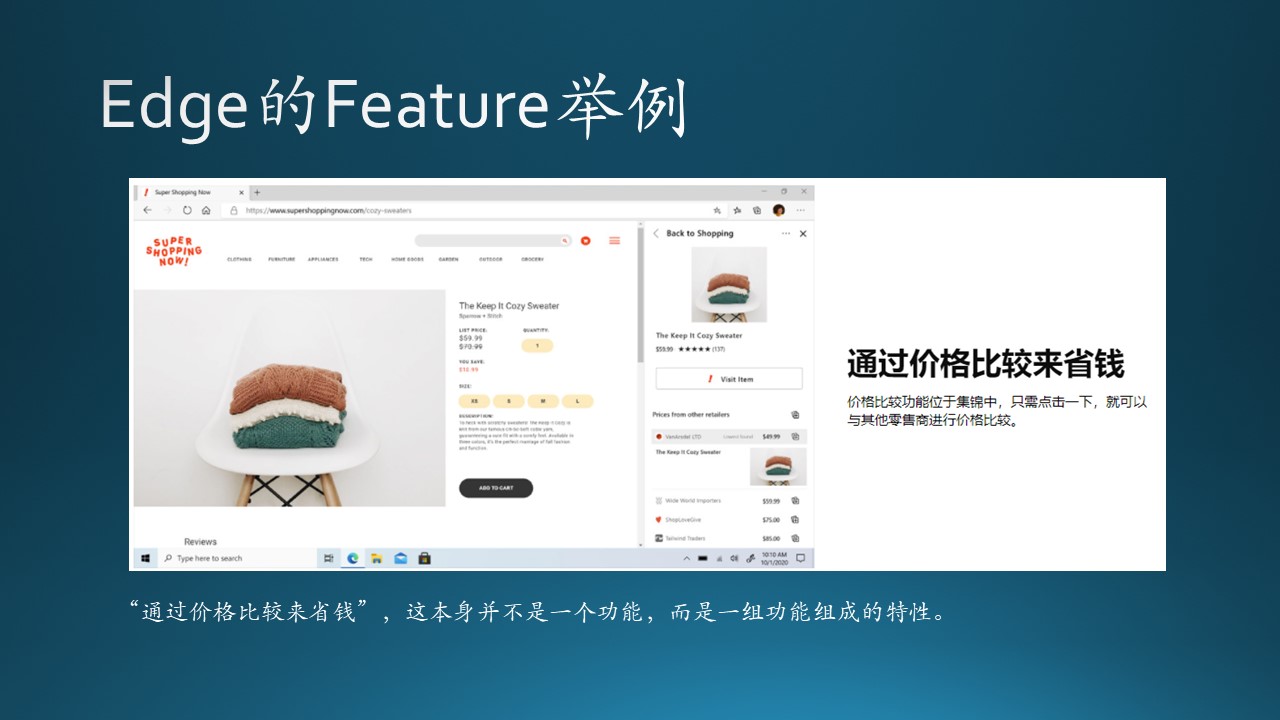 Edge的Feature举例
Super Shopping Now
https://www.supershoppingnow.com/cozy-sweaters
SUPER
SHOPPING
NOW!
CLOTHING FURNITURE APPLIANCES TECH HOME GOODS GARDEN OUTDOOR GROCERY
The Keep It Cozy Sweater
Sparrow + Stitch
LIST PRICE: QUANTITY:
$59.99 1
$70.99
YOU SAVE:
SIZE:
XS S M L
DESCRIPTION:
ADD TO CART
Reviews
Back to Shopping
The Keep It Cozy Sweater
$59.99 ★★★★★ (137)
Visit Item
Prices from other retailers
VanArsdel LTD Lowest found $49.99
The Keep It Cozy Sweater
Wide World Importers $59.99
ShopLoveGive $75.00
Tailwind Traders $85.00
Type here to search
10:10 AM
10/1/2020
通过价格比较来省钱
价格比较功能位于集锦中，只需点击一下，就可以
与其他零售商进行价格比较。
“通过价格比较来省钱”，这本身并不是一个功能，而是一组功能组成的特性。